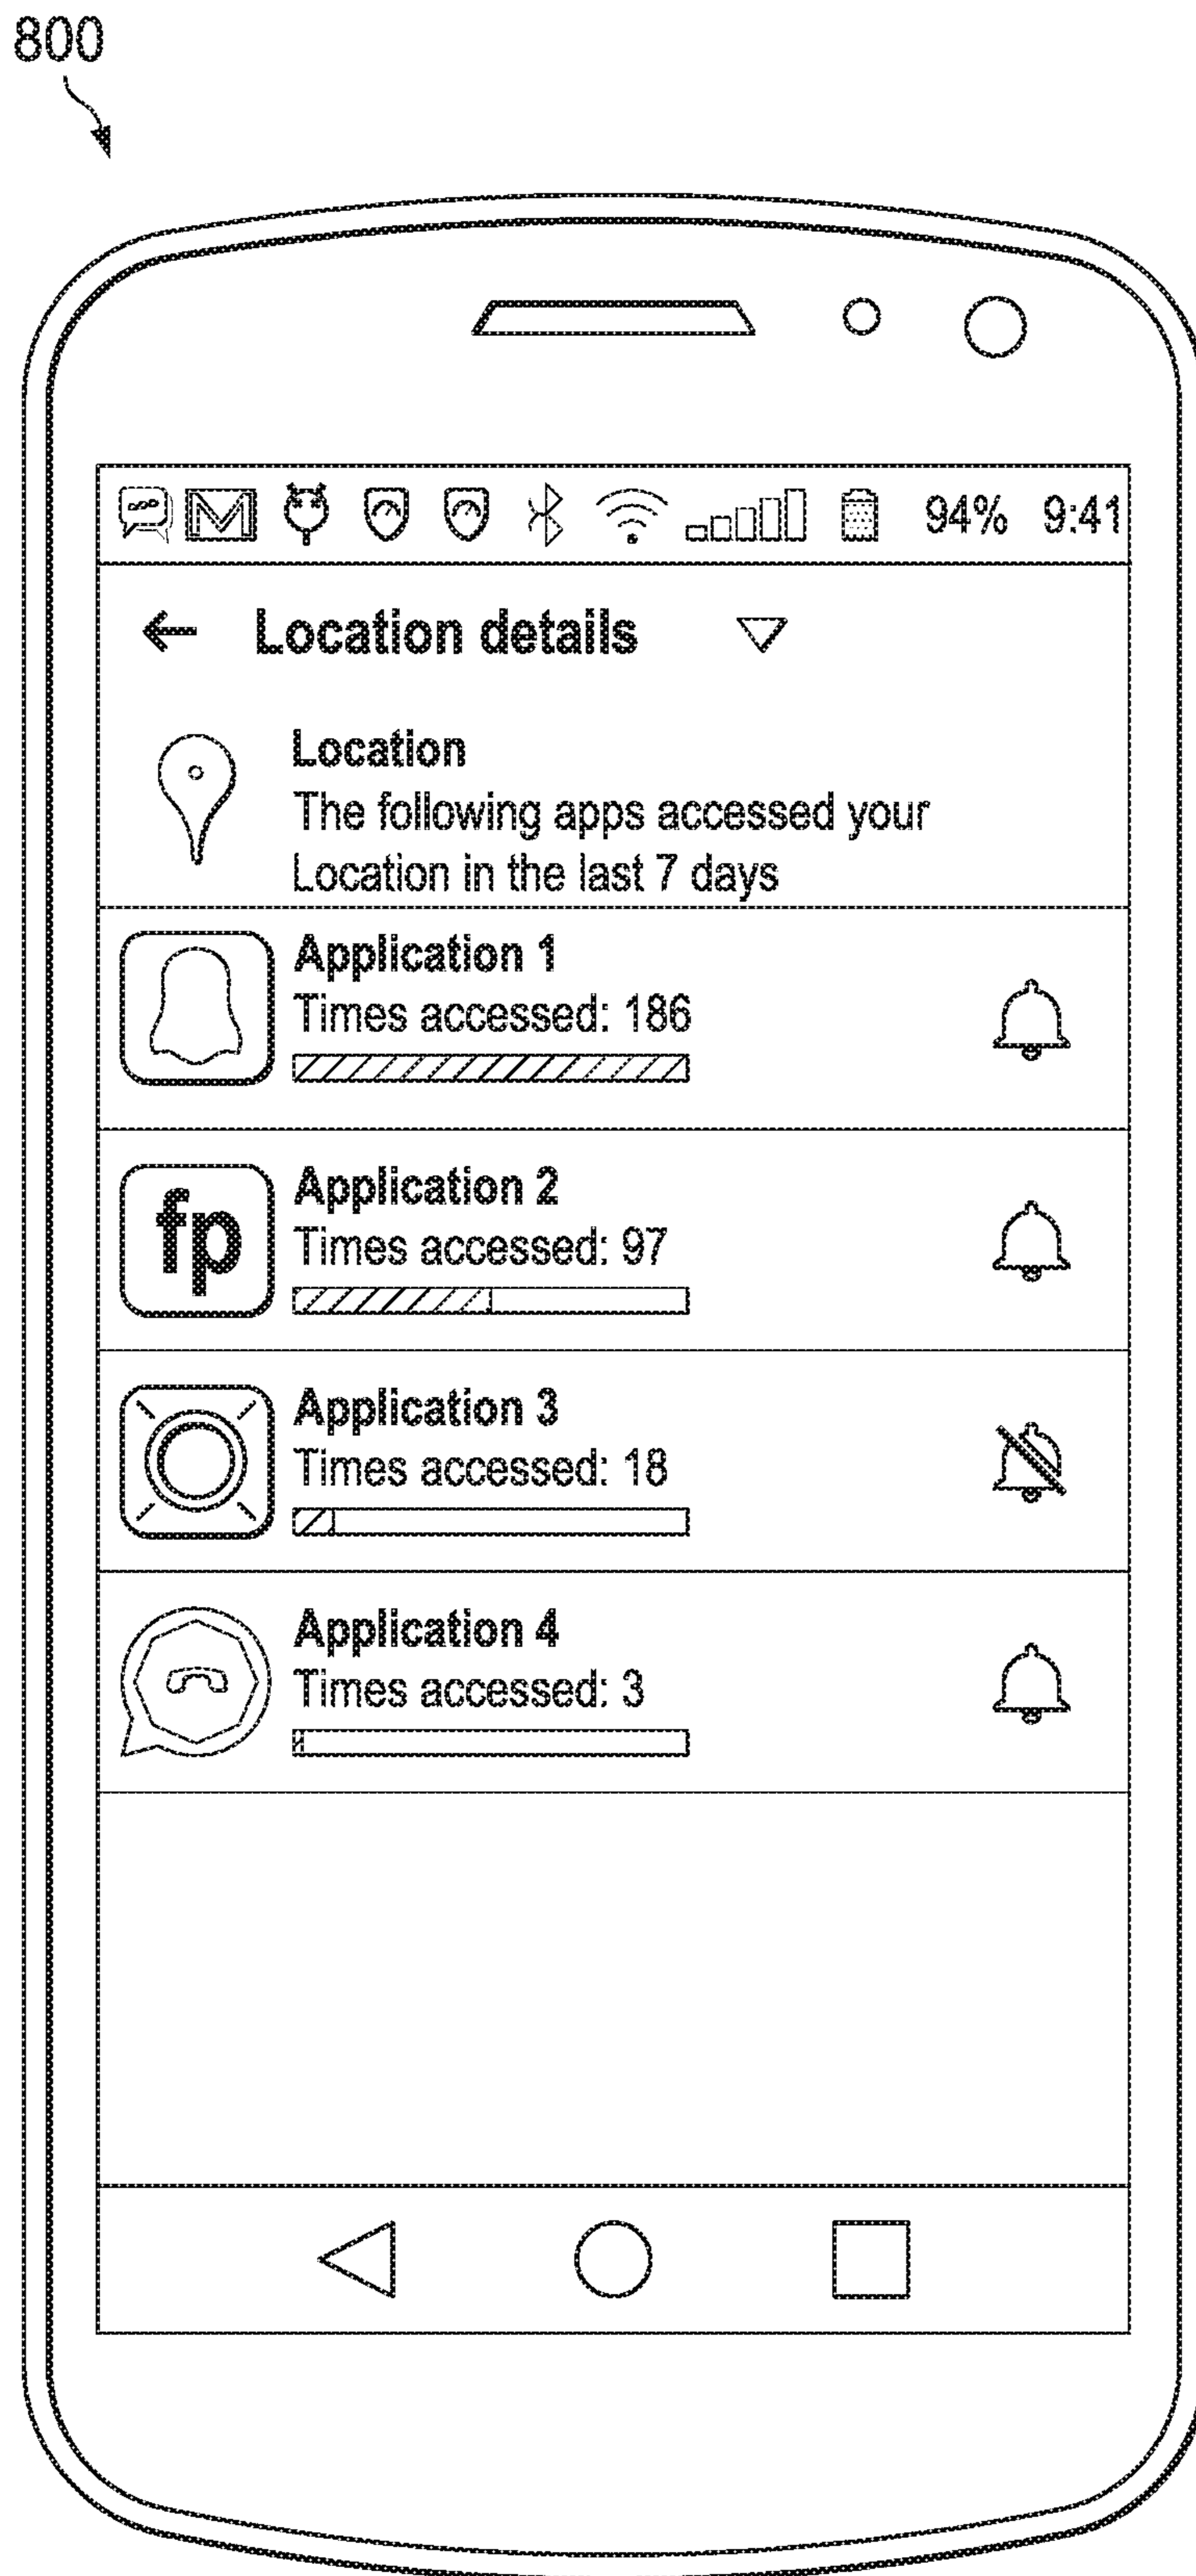 800
94% 9:41
Location details
Location
The following apps accessed your
Location in the last 7 days
Application 1
Times accessed: 186
Application 2
fp
Times accessed: 97
Application 3
Times accessed: 18
Application 4
Times accessed: 3